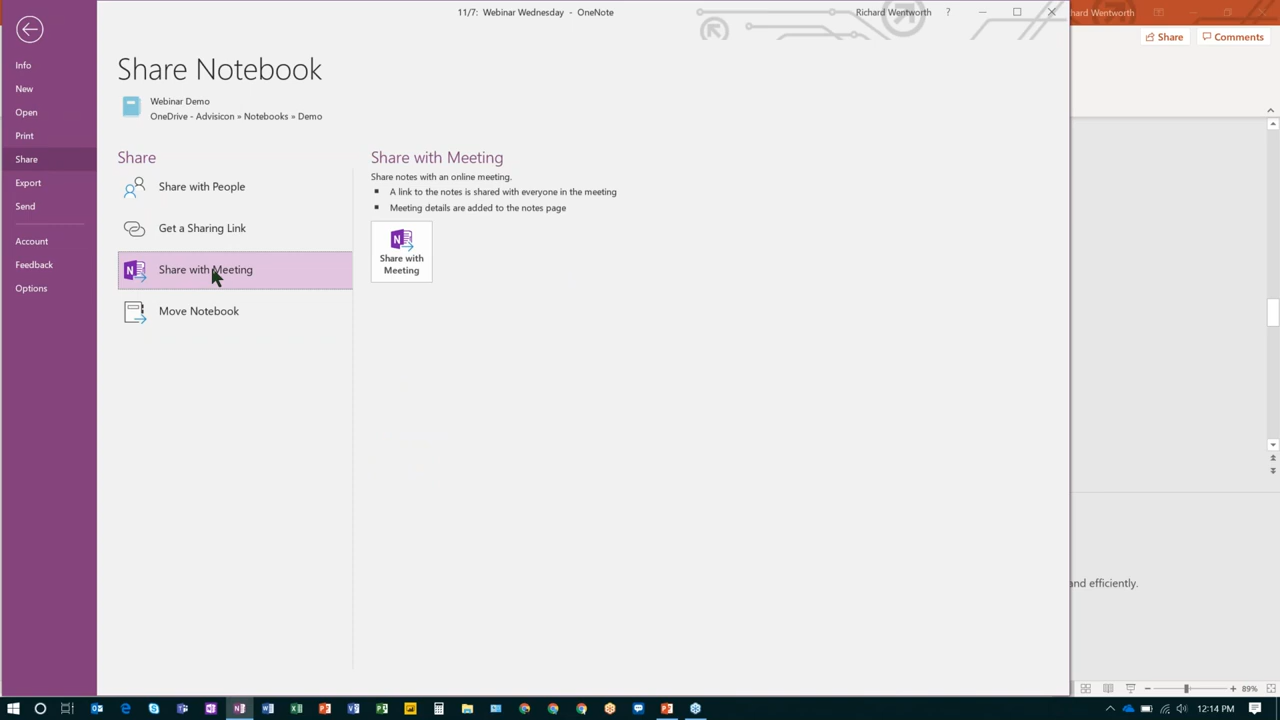 11/7: Webinar Wednesday - OneNote
Richard Wentworth
?
hard Wentworth
Share
Comments
Info
New
Open
Print
Share
Export
Send
Account
Feedback
Options
Share Notebook
Webinar Demo
OneDrive - Advisicon » Notebooks » Demo
Share
Share with People
Get a Sharing Link
Share with Meeting
Move Notebook
Share with Meeting
Share notes with an online meeting.
▪ A link to the notes is shared with everyone in the meeting
▪ Meeting details are added to the notes page
Share with
Meeting
and efficiently.
89%
12:14 PM